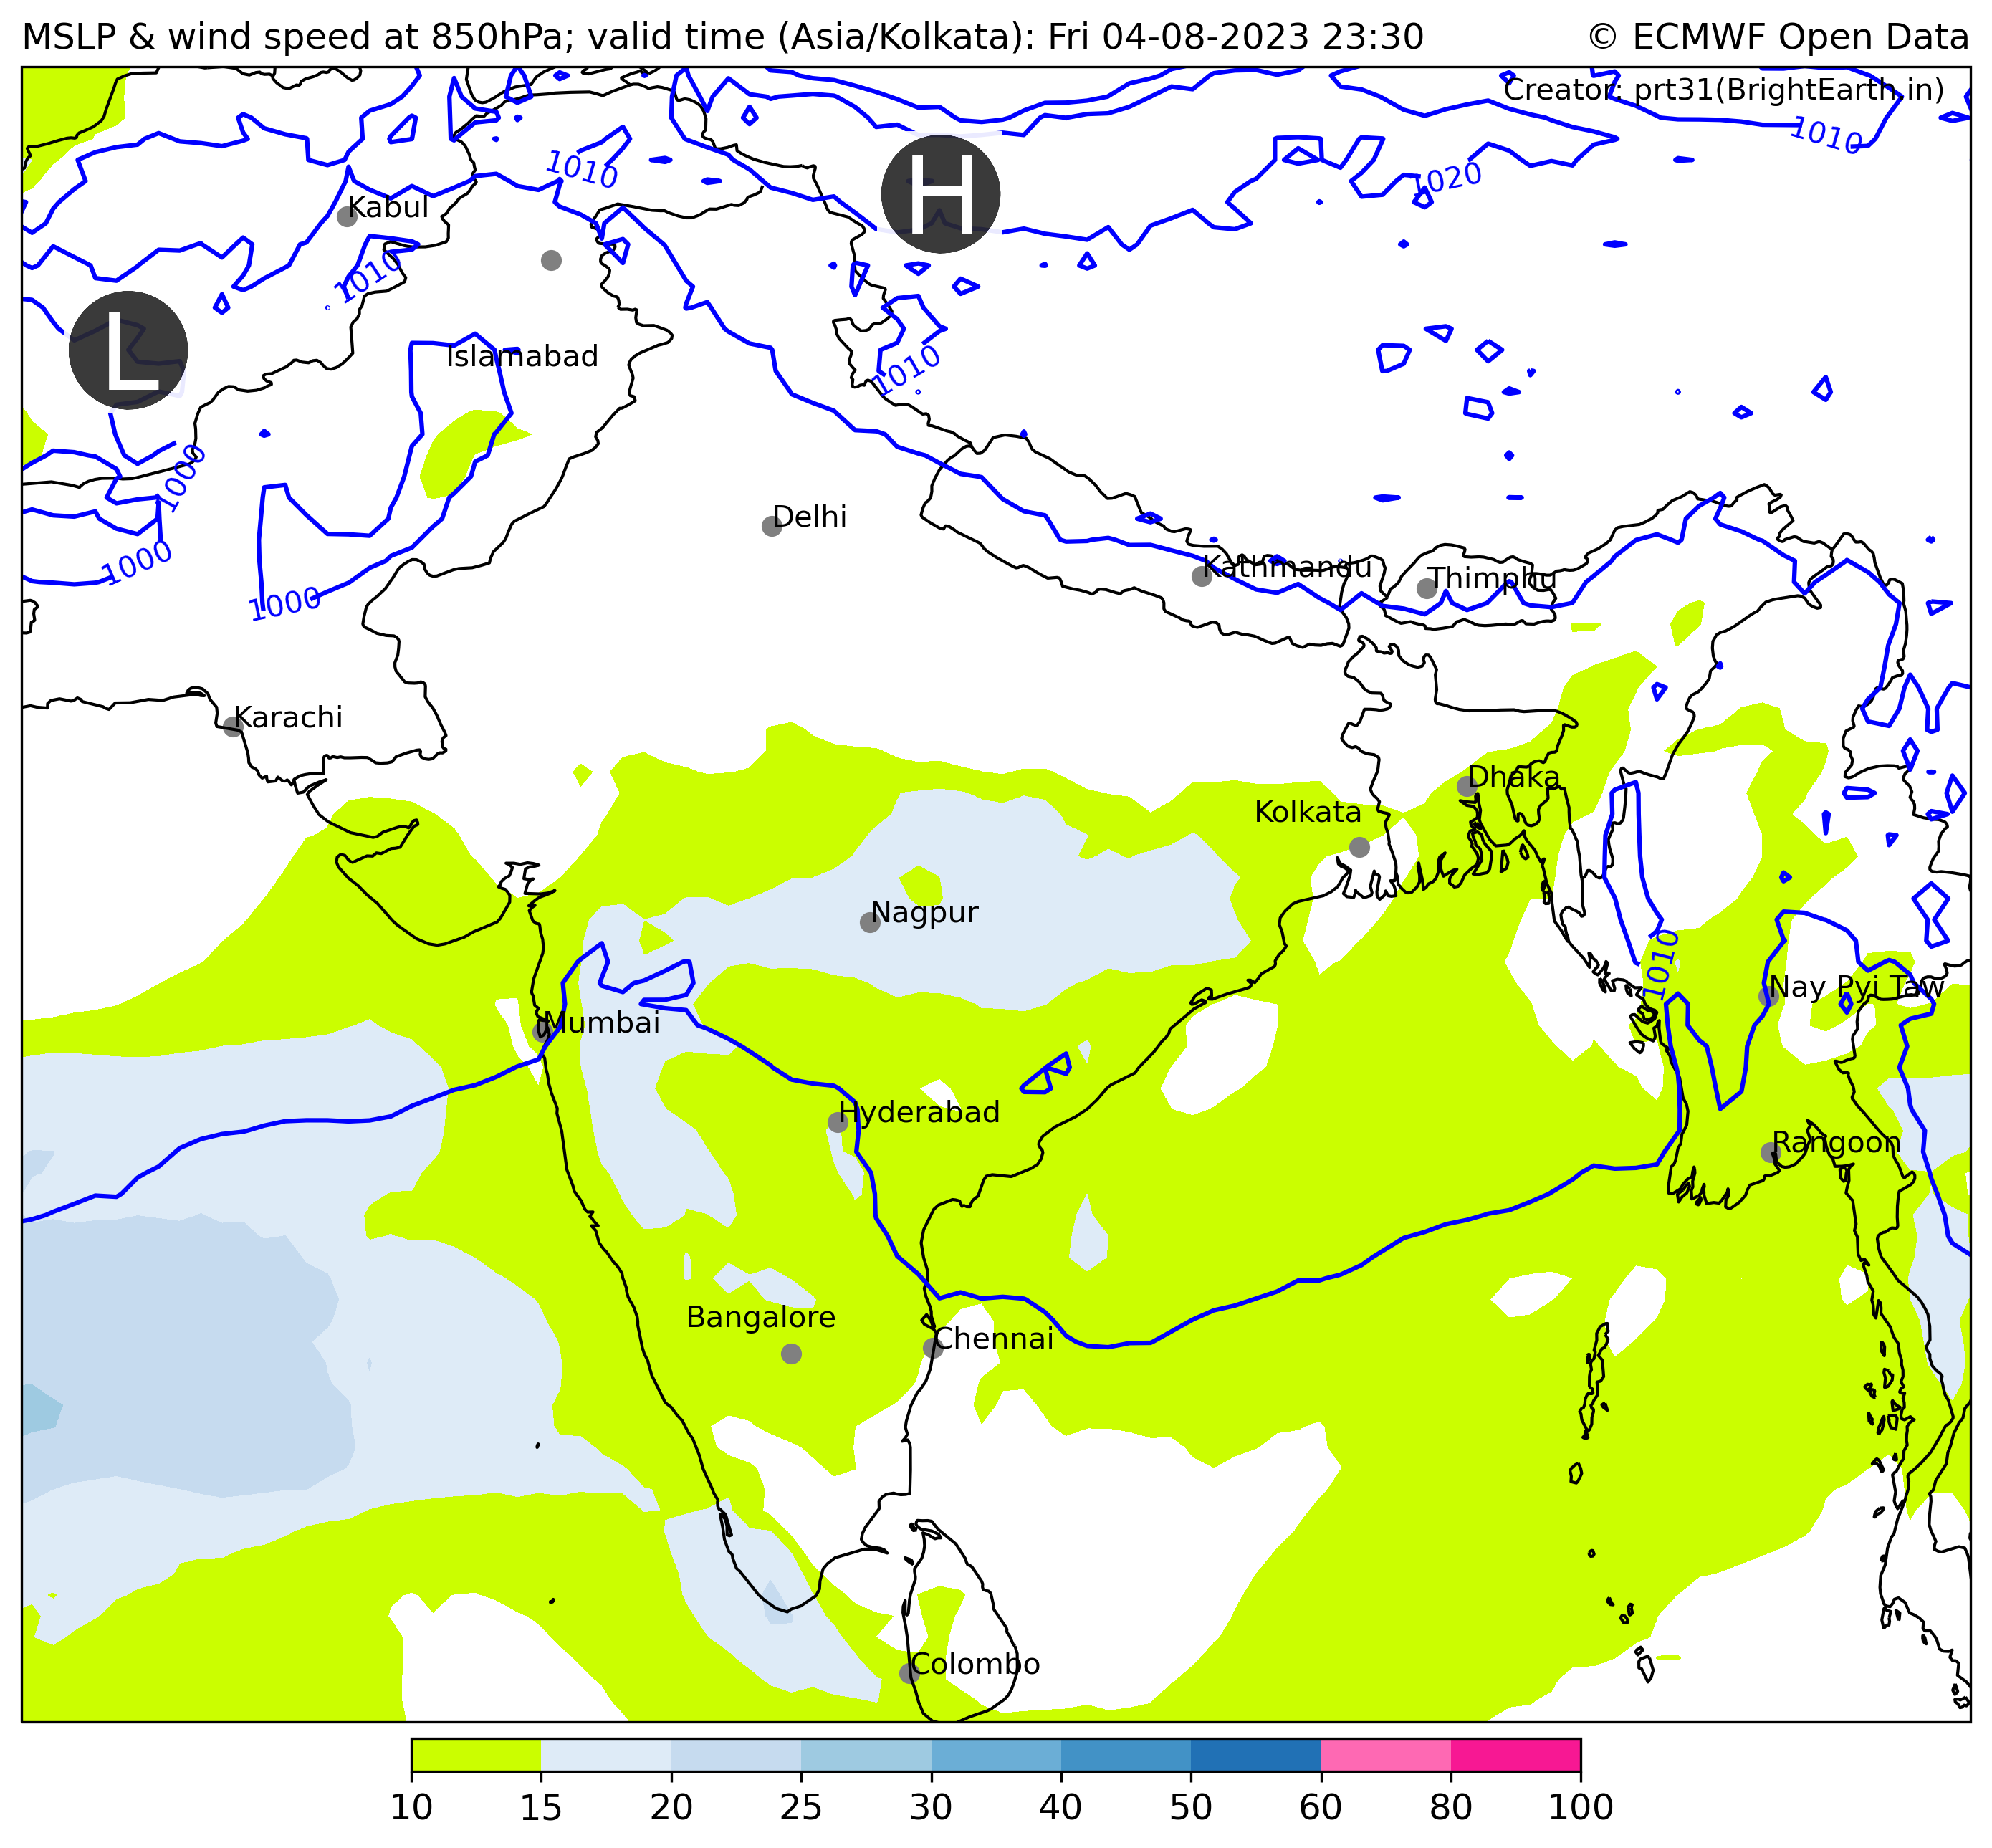 MSLP & wind speed at 850hPa; valid time (Asia/Kolkata): Fri 04-08-2023 23:30
© ECMWF Open Data
Creator: prt31(BrightEarth.in)
1010
1010
H
1020
Kabul
1010
L
Islamabad
1010
1000
Delhi
1000
Kathmandu
Thimphu
1000
Karachi
Dhaka
Kolkata
Nagpur
1010
Nay Pyi Taw
Mumbai
Hyderabad
Rangoon
Bangalore
Chennai
Colombo
10 15 20 25 30 40 50 60 80 100